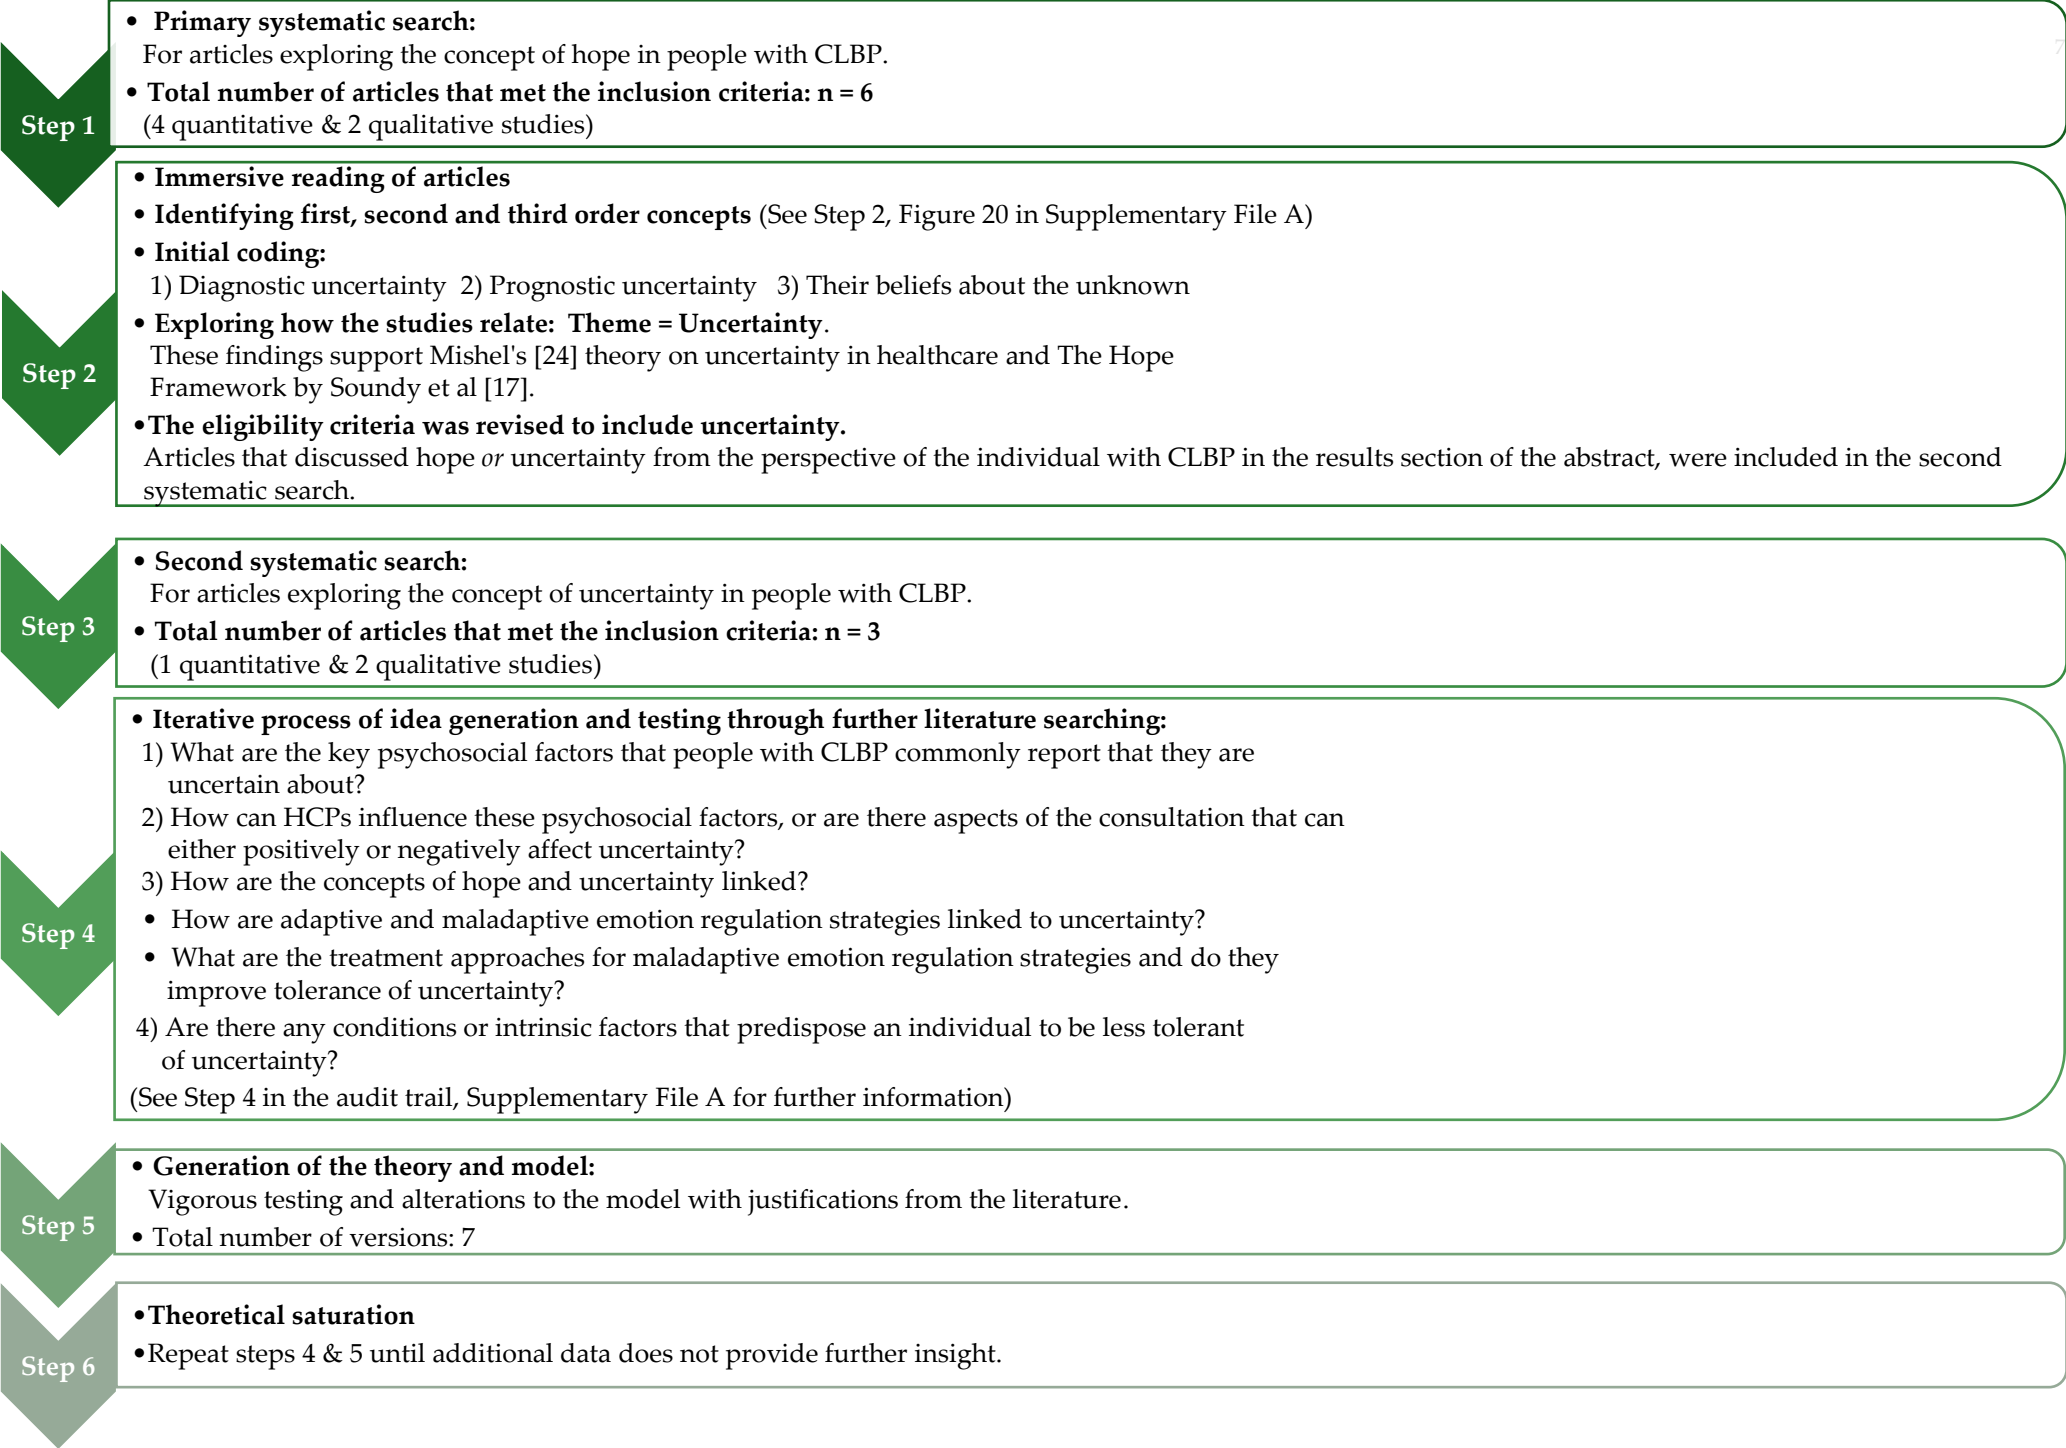 • Primary systematic search:
For articles exploring the concept of hope in people with CLBP.
7
• Total number of articles that met the inclusion criteria: n = 6
Step 1
(4 quantitative & 2 qualitative studies)
• Immersive reading of articles
• Identifying first, second and third order concepts (See Step 2, Figure 20 in Supplementary File A)
• Initial coding:
1) Diagnostic uncertainty 2) Prognostic uncertainty 3) Their beliefs about the unknown
• Exploring how the studies relate: Theme = Uncertainty.
These findings support Mishel's [24] theory on uncertainty in healthcare and The Hope
Step 2
Framework by Soundy et al [17].
•The eligibility criteria was revised to include uncertainty.
Articles that discussed hope or uncertainty from the perspective of the individual with CLBP in the results section of the abstract, were included in the second
systematic search.
• Second systematic search:
For articles exploring the concept of uncertainty in people with CLBP.
Step 3
• Total number of articles that met the inclusion criteria: n = 3
(1 quantitative & 2 qualitative studies)
• Iterative process of idea generation and testing through further literature searching:
1) What are the key psychosocial factors that people with CLBP commonly report that they are
uncertain about?
2) How can HCPs influence these psychosocial factors, or are there aspects of the consultation that can
either positively or negatively affect uncertainty?
3) How are the concepts of hope and uncertainty linked?
• How are adaptive and maladaptive emotion regulation strategies linked to uncertainty?
Step 4
• What are the treatment approaches for maladaptive emotion regulation strategies and do they
improve tolerance of uncertainty?
4) Are there any conditions or intrinsic factors that predispose an individual to be less tolerant
of uncertainty?
(See Step 4 in the audit trail, Supplementary File A for further information)
• Generation of the theory and model:
Vigorous testing and alterations to the model with justifications from the literature.
Step 5
• Total number of versions: 7
•Theoretical saturation
•Repeat steps 4 & 5 until additional data does not provide further insight.
Step 6